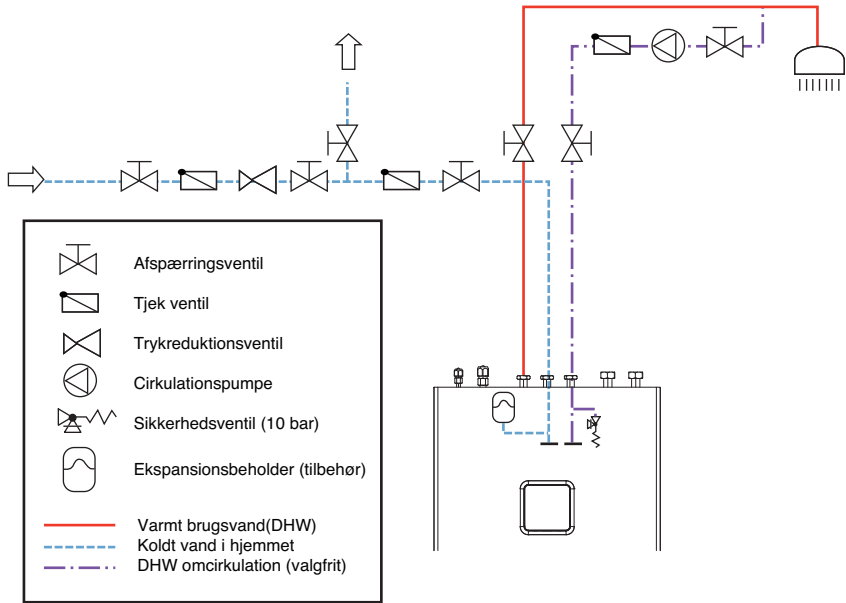 Afspærringsventil
Tjek ventil
Trykreduktionsventil
Cirkulationspumpe
Sikkerhedsventil (10 bar)
Ekspansionsbeholder (tilbehør)
Varmt brugsvand(DHW)
Koldt vand i hjemmet
DHW omcirkulation (valgfrit)